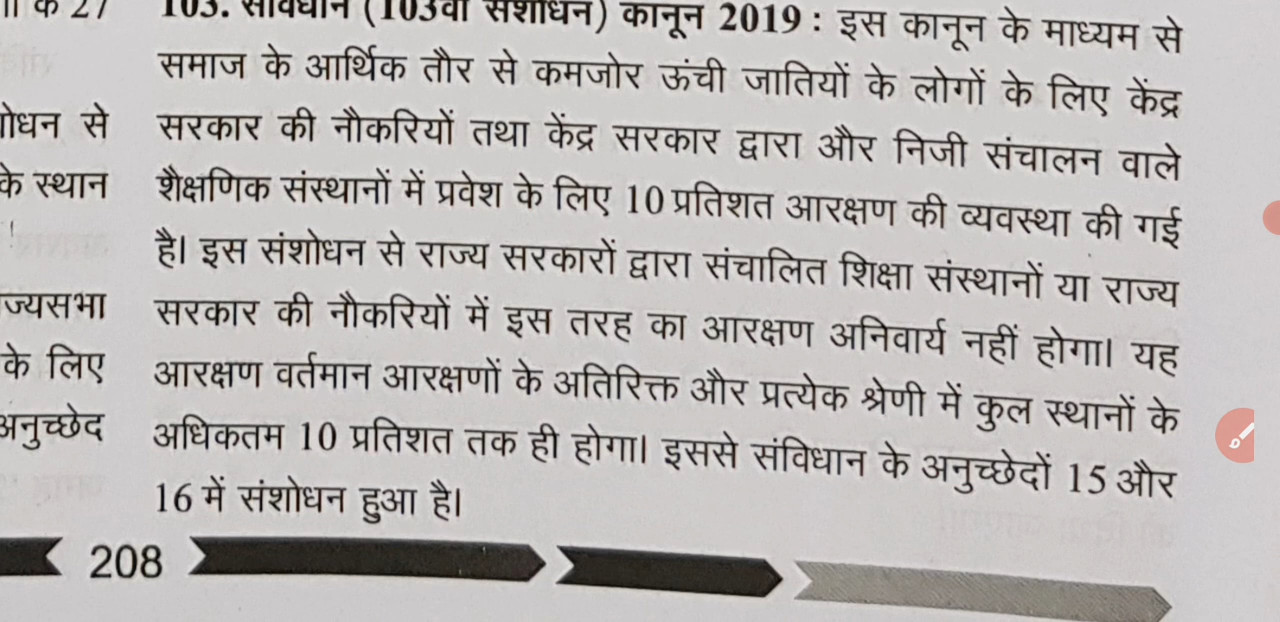 के 27
103. संविधान (103वां संशोधन) कानून 2019 : इस कानून के माध्यम से
समाज के आर्थिक तौर से कमजोर ऊंची जातियों के लोगों के लिए केंद्र
सरकार की नौकरियों तथा केंद्र सरकार द्वारा और निजी संचालन वाले
शैक्षणिक संस्थानों में प्रवेश के लिए 10 प्रतिशत आरक्षण की व्यवस्था की गई
है। इस संशोधन से राज्य सरकारों द्वारा संचालित शिक्षा संस्थानों या राज्य
सरकार की नौकरियों में इस तरह का आरक्षण अनिवार्य नहीं होगा। यह
आरक्षण वर्तमान आरक्षणों के अतिरिक्त और प्रत्येक श्रेणी में कुल स्थानों के
अधिकतम 10 प्रतिशत तक ही होगा। इससे संविधान के अनुच्छेदों 15 और
16 में संशोधन हुआ है।
से
के स्थान
के लिए
अनुच्छेद
208